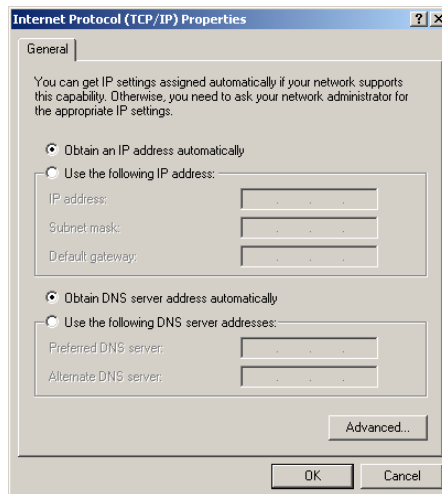 Internet Protocol (TCP/IP) Properties
General
You can get IP settings assigned automatically if your network supports
this capability. Otherwise, you need to ask your network administrator for
the appropriate IP settings.
Obtain an IP address automatically
Use the following IP address:
IP address:
Subnet mask:
Default gateway:
Obtain DNS server address automatically
Use the following DNS server addresses:
Preferred DNS server:
Alternate DNS server:
Advanced...
OK Cancel